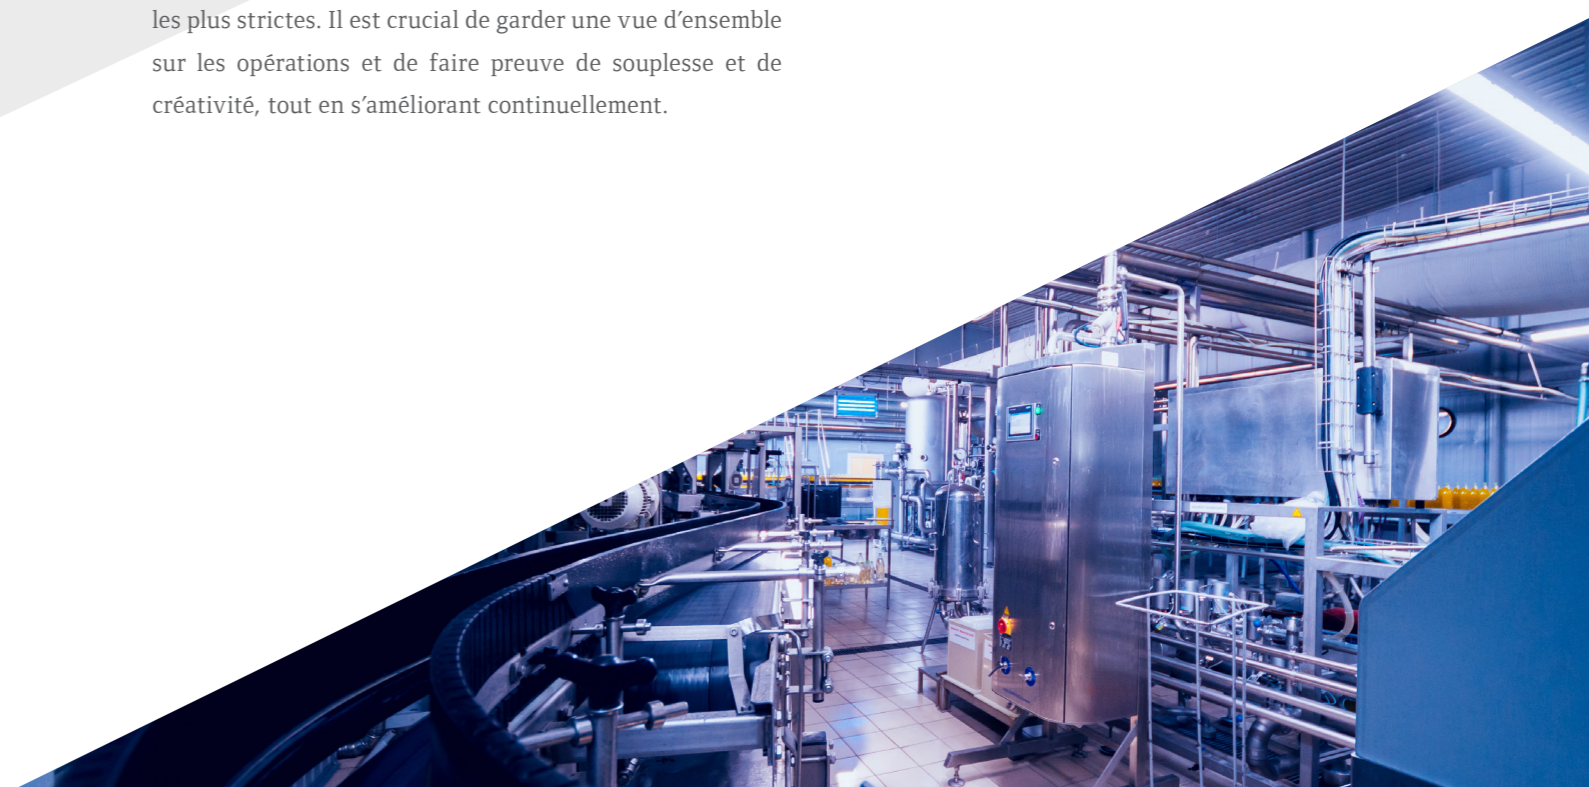 les plus strictes. Il est crucial de garder une vue d’ensemble
sur les opérations et de faire preuve de souplesse et de
créativité, tout en s’améliorant continuellement.